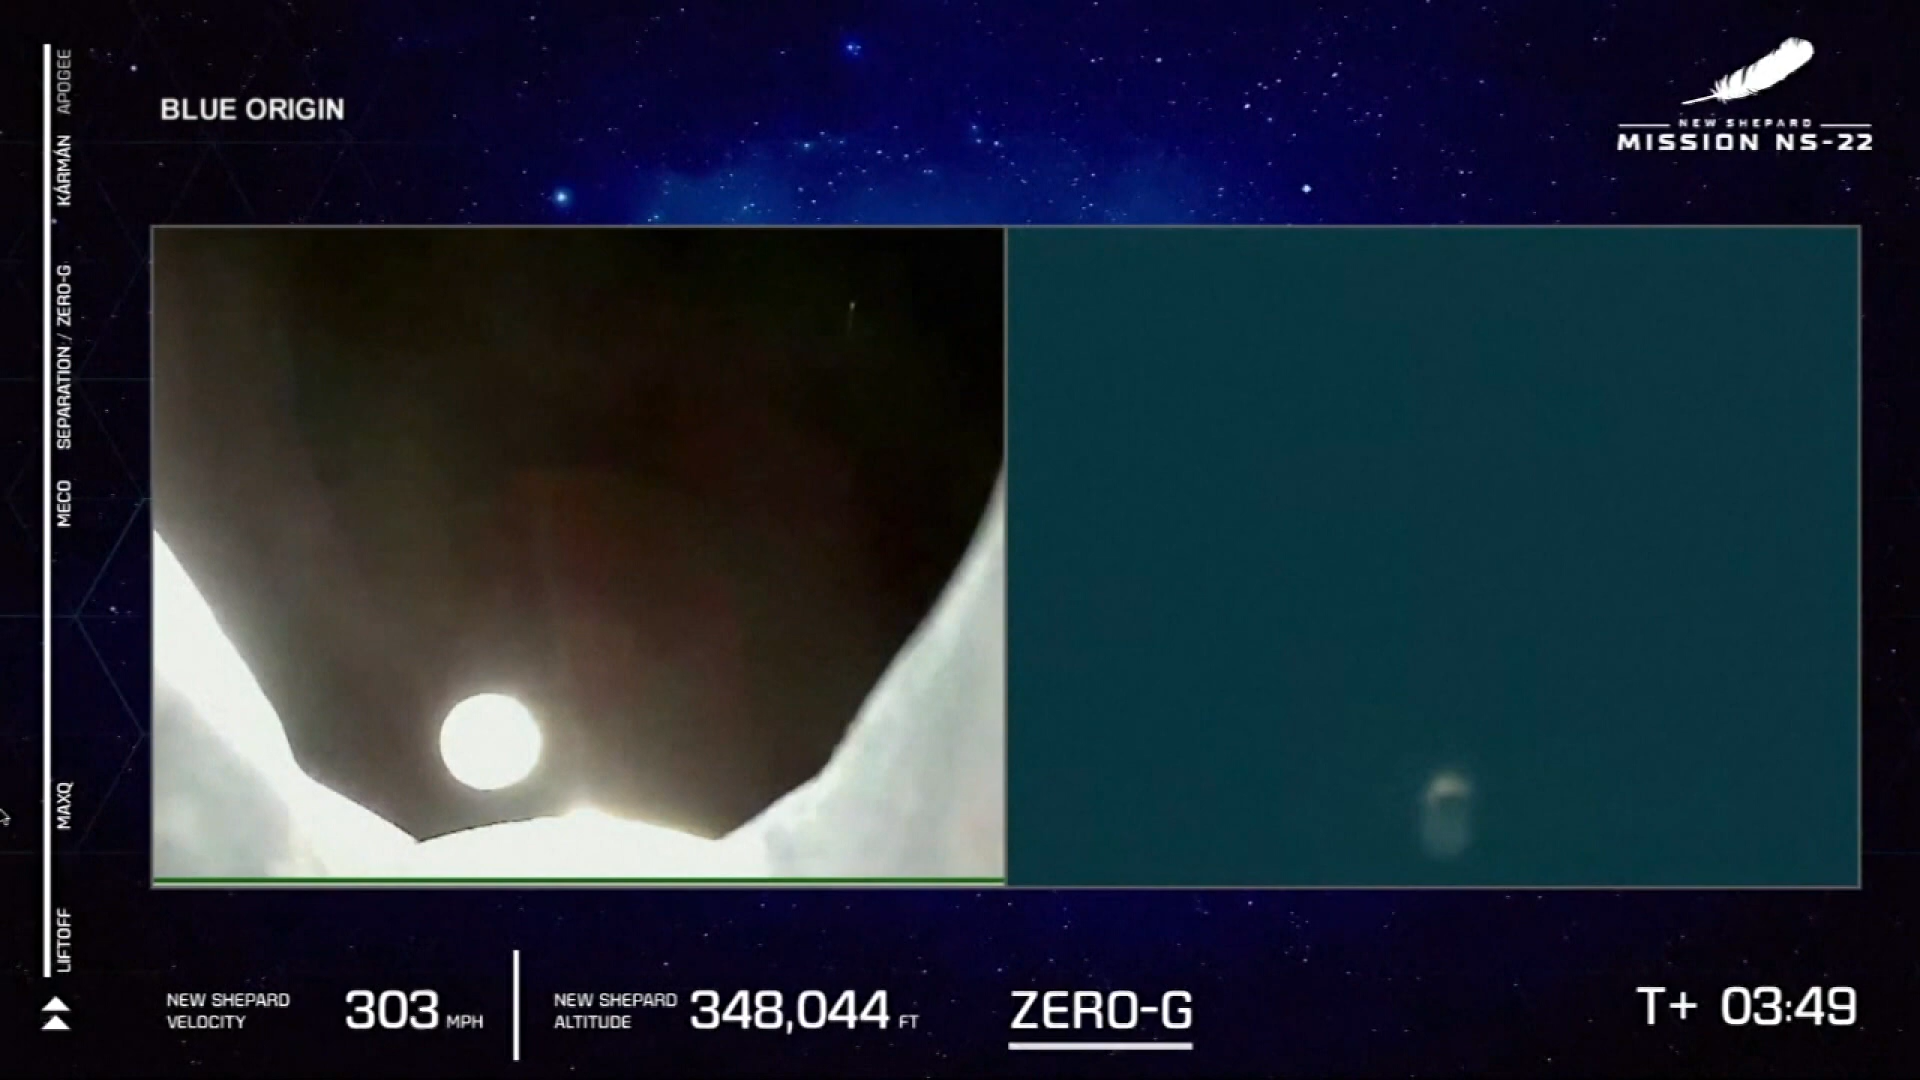 BLUE ORIGIN
NEW SHEPARD
MISSION NS-22
APOGEE
KÁRMÁN
SEPARATION / ZERO-G
MECO
MAXQ
LIFTOFF
NEW SHEPARD
VELOCITY
303 MPH
NEW SHEPARD
ALTITUDE
348,044 FT
ZERO-G
T+ 03:49